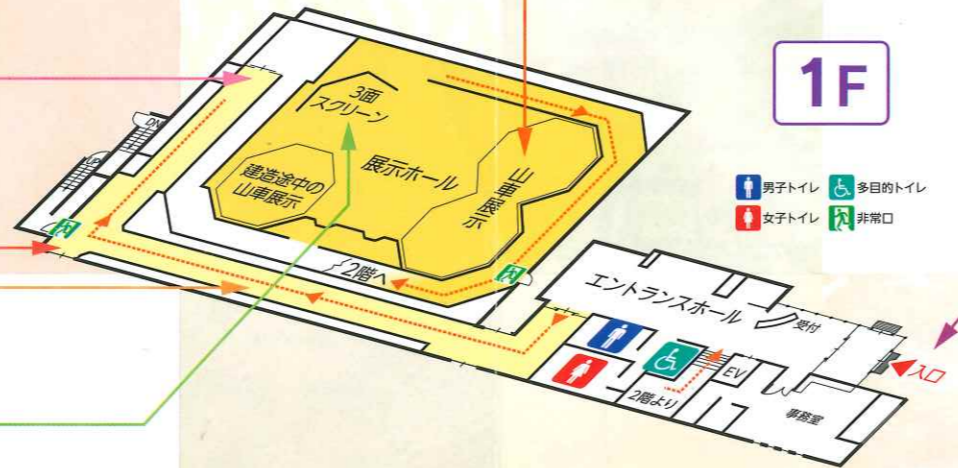 1F
男子トイレ
多目的トイレ
女子トイレ
非常口
3面
スクリーン
建造途中の
山車展示
展示ホール
山車展示
DN
UP
2階へ
エントランスホール
受付
入口
EV
2階より
事務室